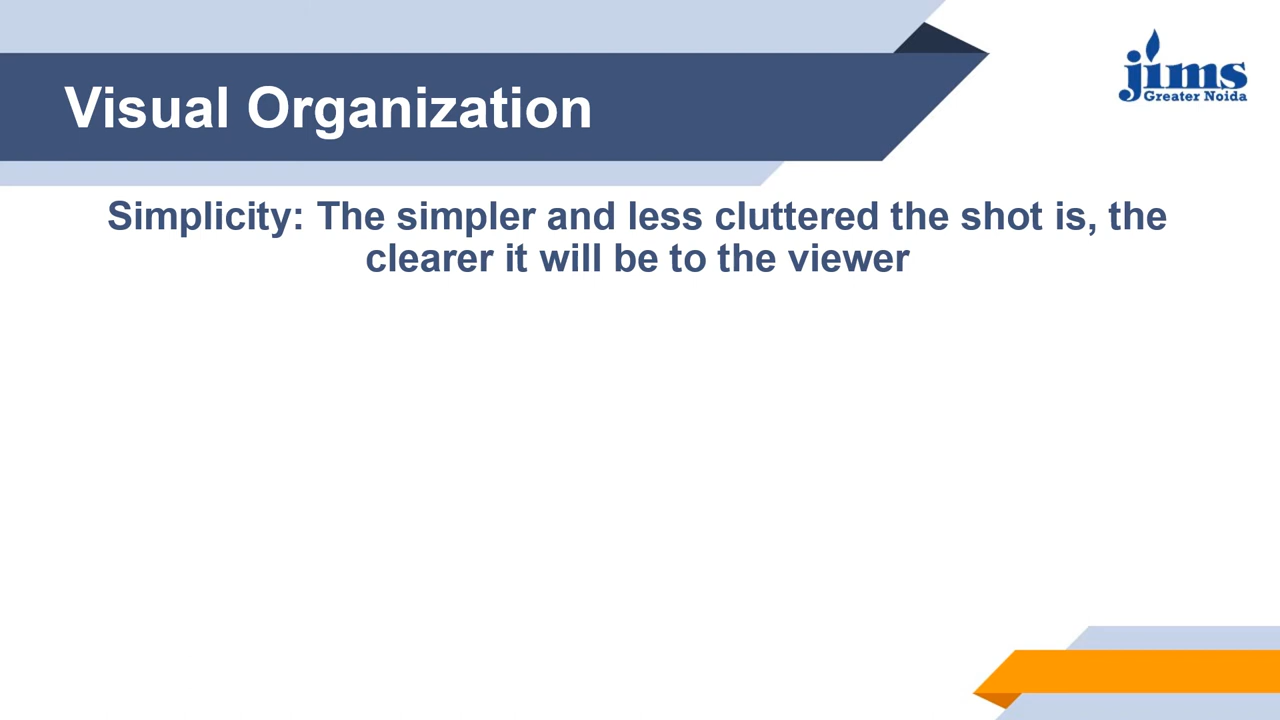 Visual Organization
jims
Greater Noida
Simplicity: The simpler and less cluttered the shot is, the
clearer it will be to the viewer